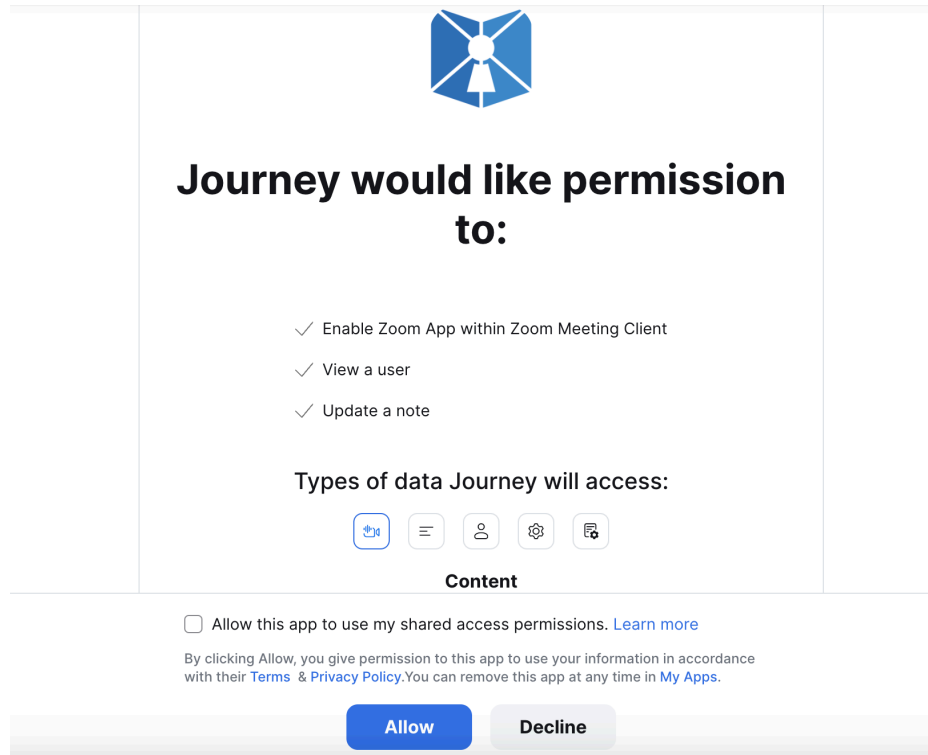 Journey would like permission
to:
Enable Zoom App within Zoom Meeting Client
View a user
Update a note
Types of data Journey will access:
Content
Allow this app to use my shared access permissions. Learn more
By clicking Allow, you give permission to this app to use your information in accordance
with their Terms & Privacy Policy.You can remove this app at any time in My Apps.
Allow Decline